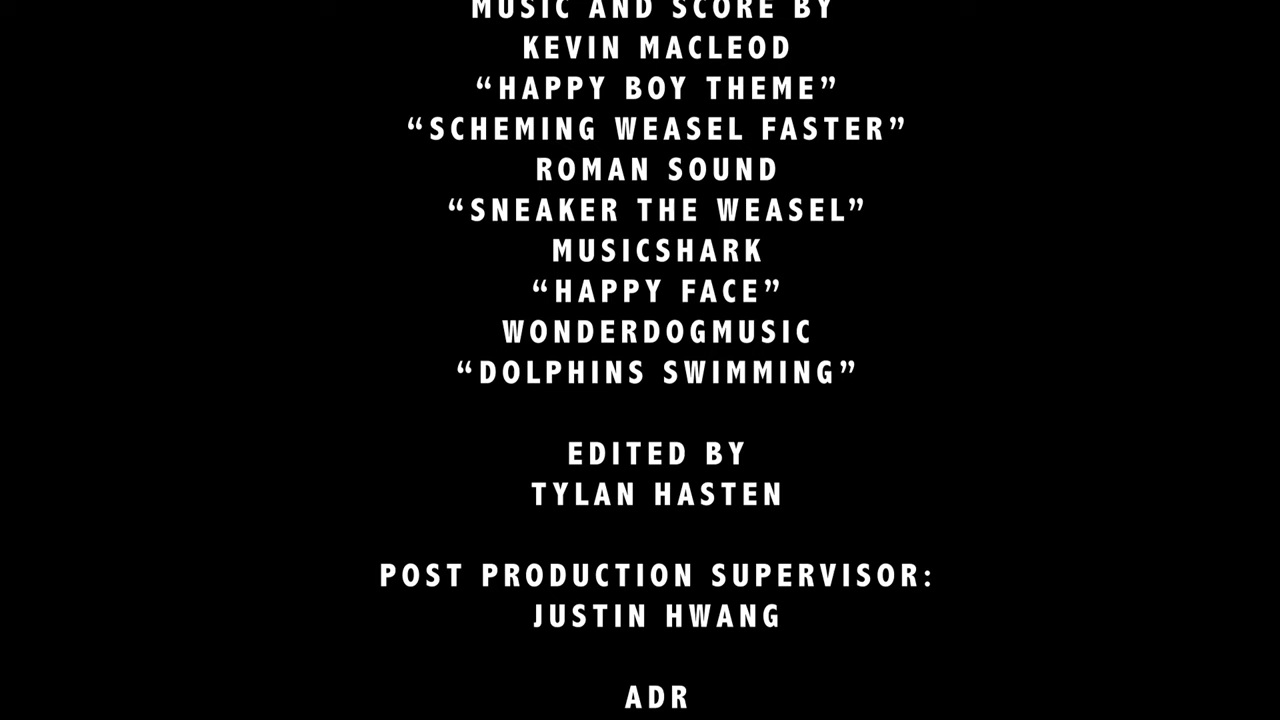 MUSIC AND SCORE BY
KEVIN MACLEOD
“HAPPY BOY THEME”
“SCHEMING WEASEL FASTER”
ROMAN SOUND
“SNEAKER THE WEASEL”
MUSICSHARK
“HAPPY FACE”
WONDERDOGMUSIC
“DOLPHINS SWIMMING”
EDITED BY
TYLAN HASTEN
POST PRODUCTION SUPERVISOR:
JUSTIN HWANG
ADR